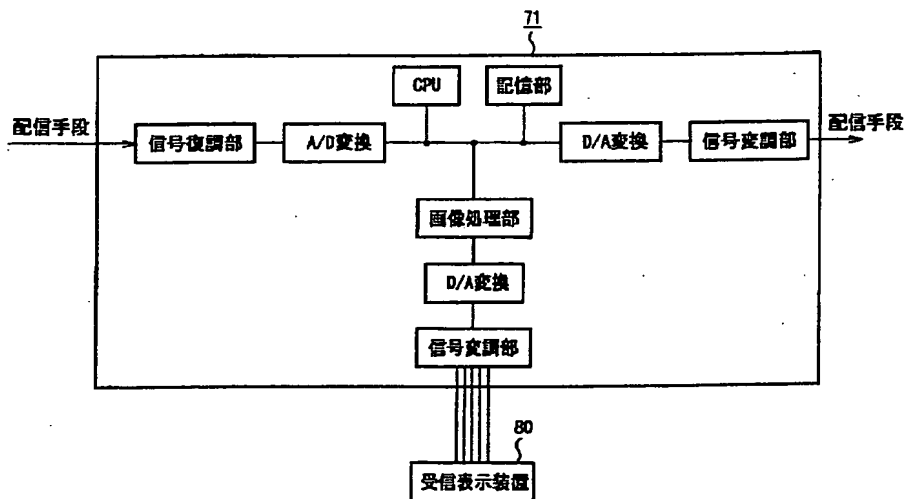 71
CPU
記憶部
配信手段
信号復調部
A/D変換
D/A変換
信号変調部
配信手段
画像処理部
D/A変換
信号変調部
80
受信表示装置